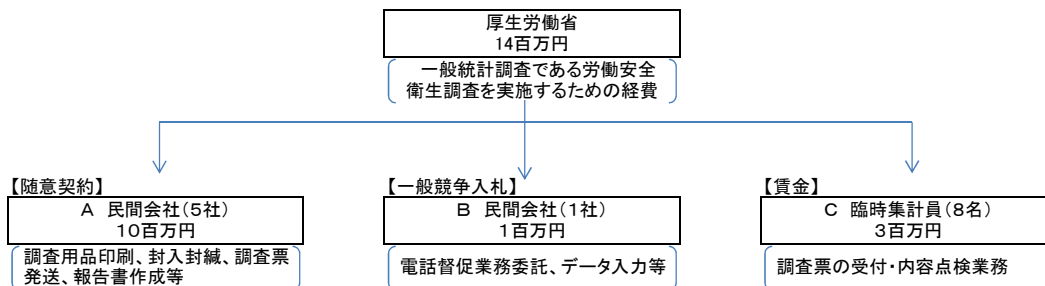 厚生労働省
14百万円
一般統計調査である労働安全
衛生調査を実施するための経費
【随意契約】
A 民間会社(5社)
10百万円
調査用品印刷、封入封緘、調査票
発送、報告書作成等
【一般競争入札】
B 民間会社(1社)
1百万円
電話督促業務委託、データ入力等
【賃金】
C 臨時集計員(8名)
3百万円
調査票の受付・内容点検業務